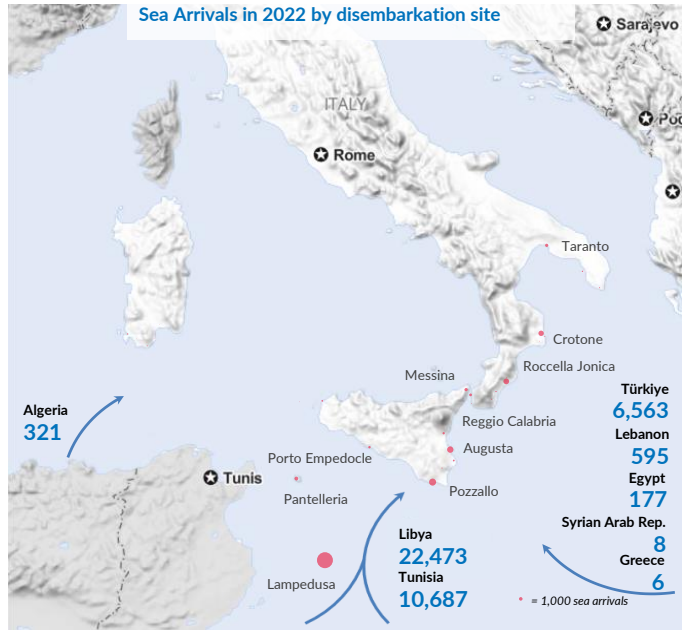 Sea Arrivals in 2022 by disembarkation site
Sarajevo
ITALY
Rome
Taranto
Crotone
Roccella Jonica
Messina
Türkiye
6,563
Algeria
321
Reggio Calabria
Lebanon
595
Augusta
Porto Empedocle
Tunis
Egypt
177
Pantelleria
Pozzallo
Syrian Arab Rep.
8
Libya
22,473
Greece
6
Lampedusa
Tunisia
10,687
= 1,000 sea arrivals